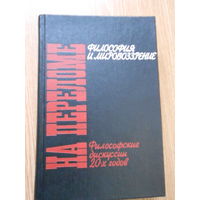 НА ПЕРЕЛОМЕ
ФИЛОСОФИЯ
И МИРОВОЗЗРЕНИЕ
Философские
дискуссии
20-х годов